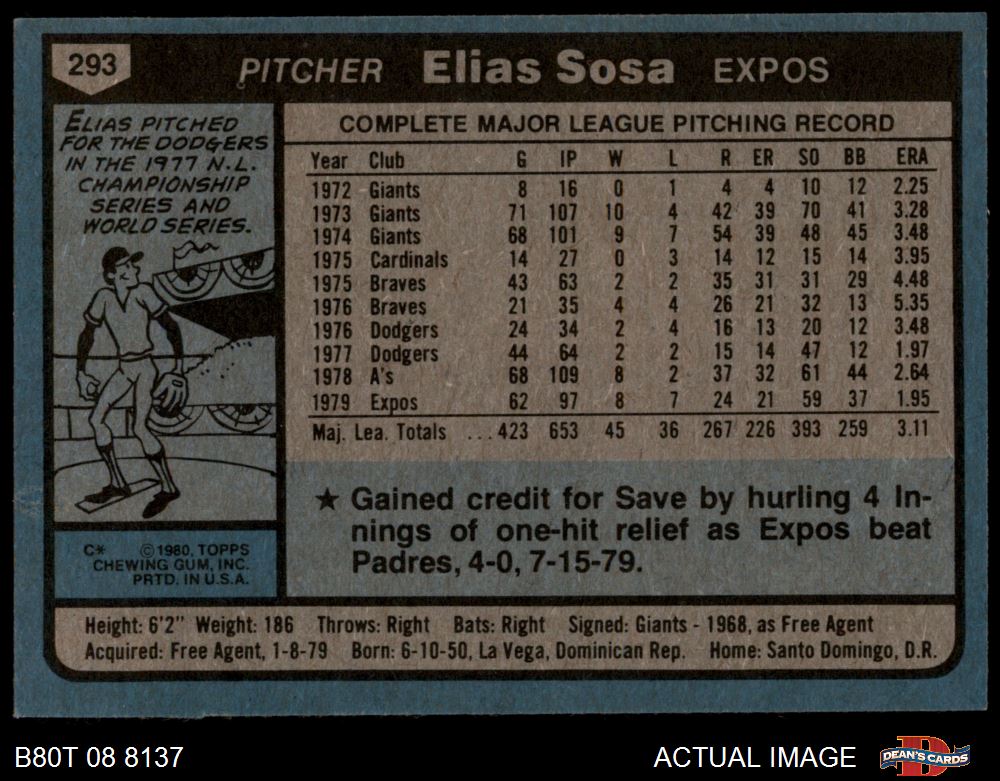 293
PITCHER Elias Sosa EXPOS
ELIAS PITCHED
FOR THE DODGERS
IN THE 1977 N.L.
CHAMPIONSHIP
SERIES AND
WORLD SERIES.
C* ©1980, TOPPS
CHEWING GUM, INC.
PRTD. IN U.S.A.
COMPLETE MAJOR LEAGUE PITCHING RECORD
Year Club G IP W L R ER SO BB ERA
1972 Giants 8 16 0 1 4 4 10 12 2.25
1973 Giants 71 107 10 4 42 39 70 41 3.28
1974 Giants 68 101 9 7 54 39 48 45 3.48
1975 Cardinals 14 27 0 3 14 12 15 14 3.95
1975 Braves 43 63 2 2 35 31 31 29 4.48
1976 Braves 21 35 4 4 26 21 32 13 5.35
1976 Dodgers 24 34 2 4 16 13 20 12 3.48
1977 Dodgers 44 64 2 2 15 14 47 12 1.97
1978 A's 68 109 8 2 37 32 61 44 2.64
1979 Expos 62 97 8 7 24 21 59 37 1.95
Maj. Lea. Totals ...423 653 45 36 267 226 393 259 3.11
★ Gained credit for Save by hurling 4 In-
nings of one-hit relief as Expos beat
Padres, 4-0, 7-15-79.
Height: 6'2" Weight: 186 Throws: Right Bats: Right Signed: Giants - 1968, as Free Agent
Acquired: Free Agent, 1-8-79 Born: 6-10-50, La Vega, Dominican Rep. Home: Santo Domingo, D.R.
B80T 08 8137 ACTUAL IMAGE DEAN'S CARDS